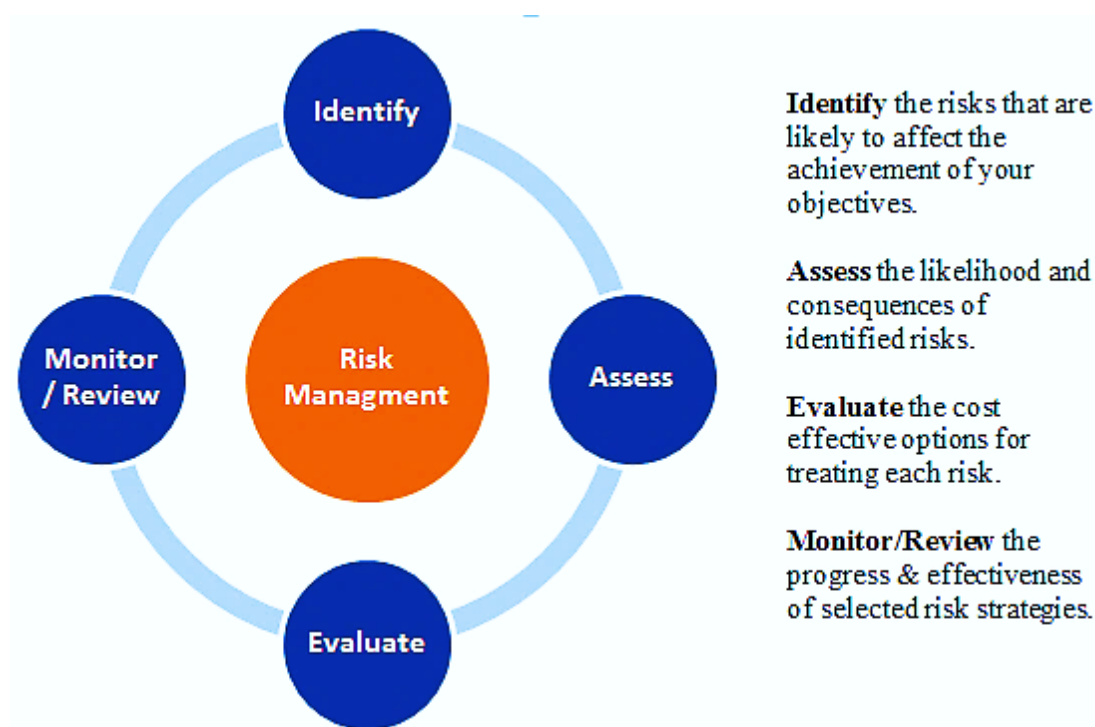 Identify
Monitor
/ Review
Risk
Managment
Assess
Evaluate
Identify the risks that are
likely to affect the
achievement of your
objectives.
Assess the likelihood and
consequences of
identified risks.
Evaluate the cost
effective options for
treating each risk.
Monitor/Review the
progress & effectiveness
of selected risk strategies.